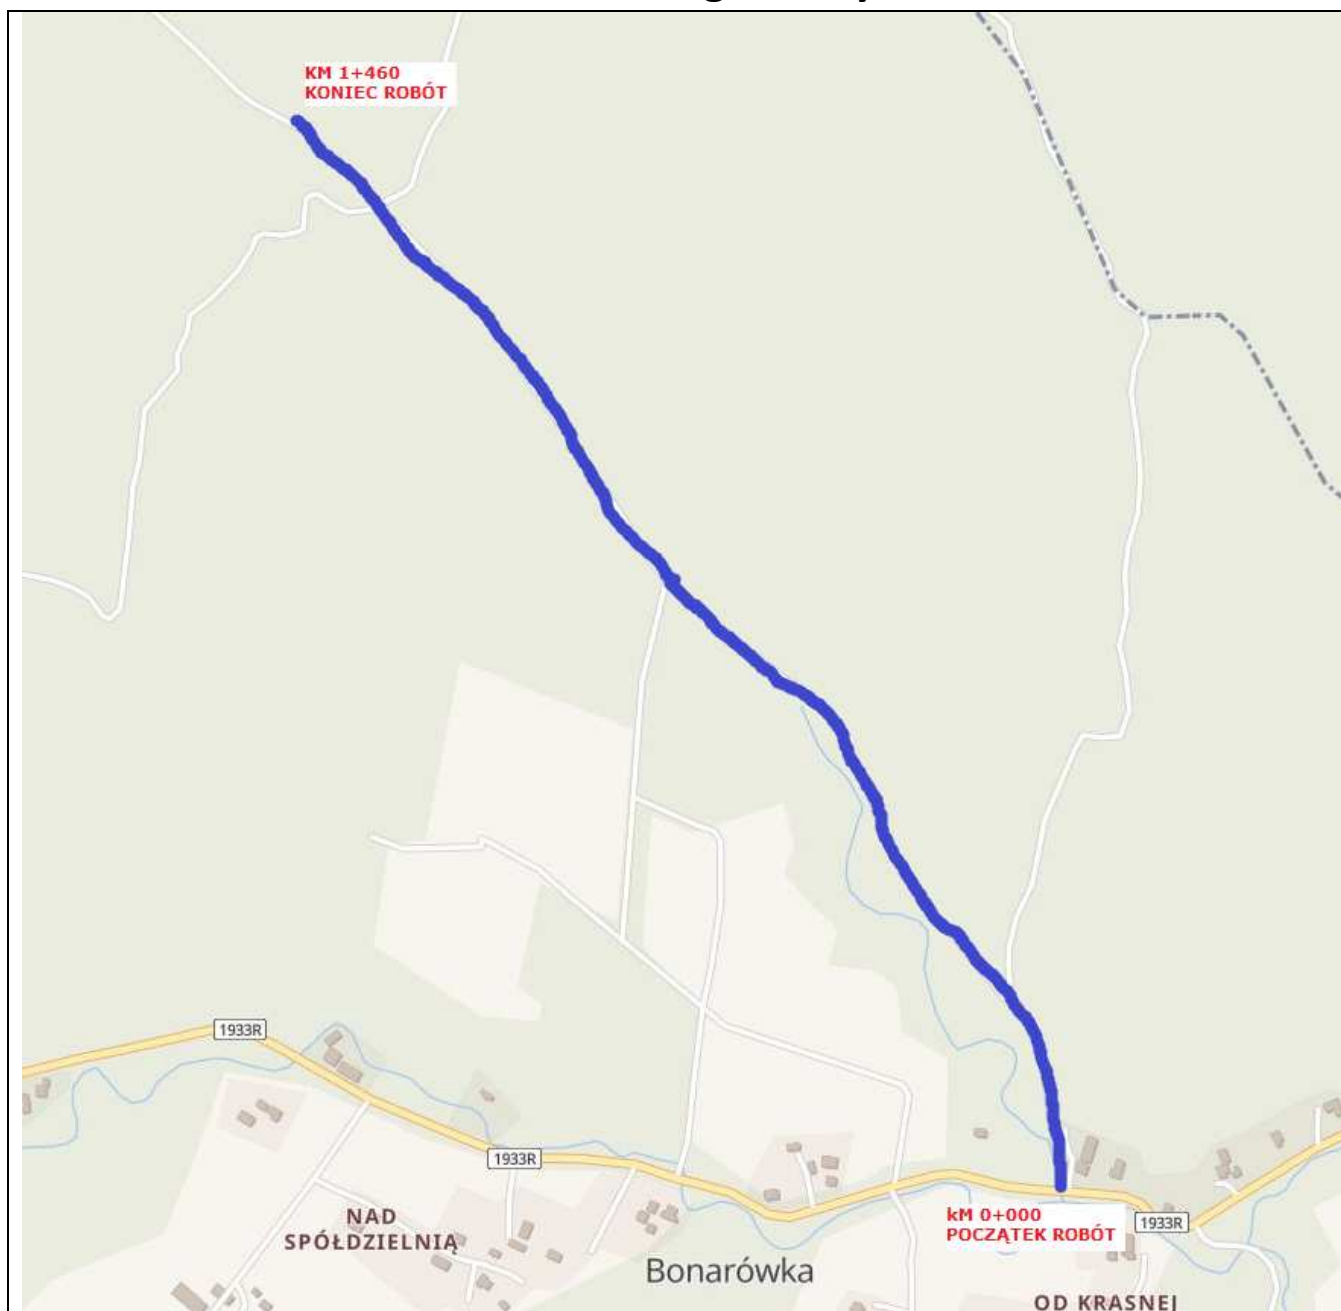 KM 1+460
KONIEC ROBÓT
1933R
1933R
kM 0+000
POCZĄTEK ROBÓT
1933R
NAD
SPÓŁDZIELNIĄ
Bonarówka
OD KRASNEJ